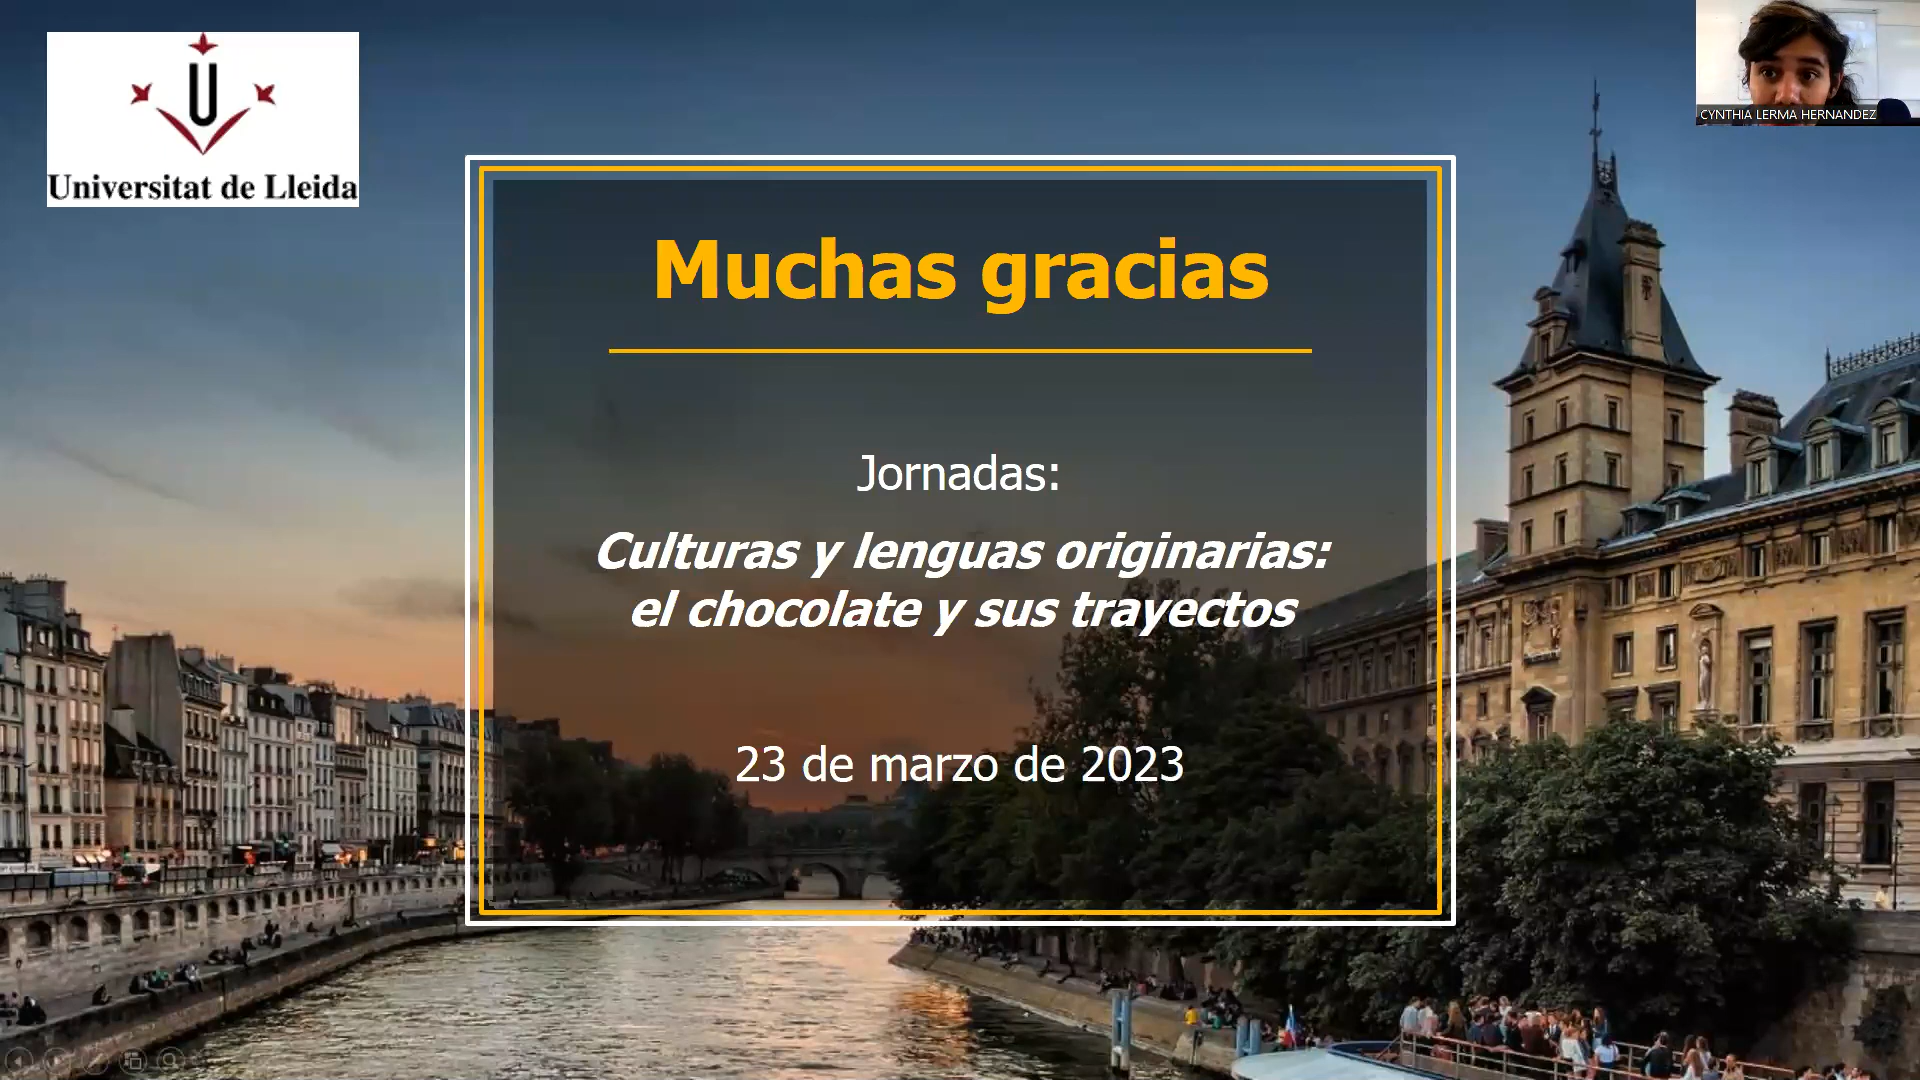 Universitat de Lleida
CYNTHIA LERMA HERNANDEZ
Muchas gracias
Jornadas:
Culturas y lenguas originarias:
el chocolate y sus trayectos
23 de marzo de 2023